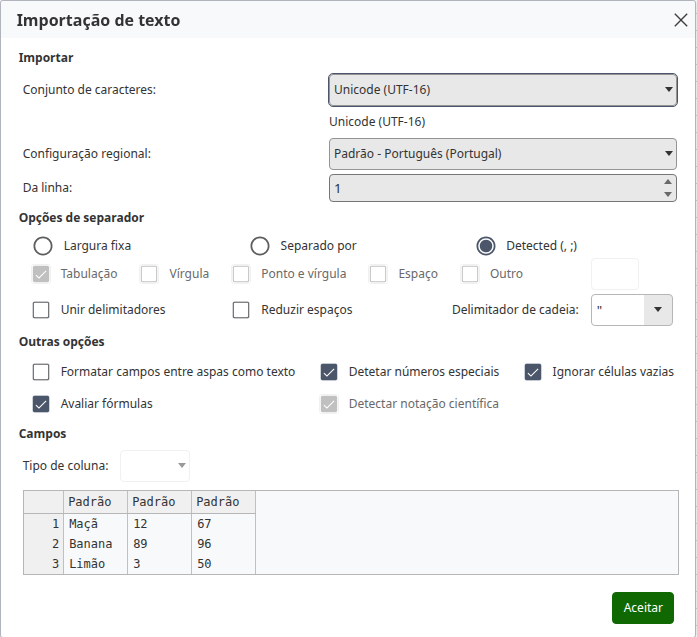 Importação de texto
Importar
Conjunto de caracteres: Unicode (UTF-16)
Unicode (UTF-16)
Configuração regional: Padrão - Português (Portugal)
Da linha: 1
Opções de separador
Largura fixa Separado por Detected (, ;)
Tabulação Vírgula Ponto e vírgula Espaço Outro
Unir delimitadores Reduzir espaços Delimitador de cadeia: "
Outras opções
Formatar campos entre aspas como texto Detetar números especiais Ignorar células vazias
Avaliar fórmulas Detectar notação científica
Campos
Tipo de coluna:
Padrão Padrão Padrão
1 Maçã 12 67
2 Banana 89 96
3 Limão 3 50
Aceitar